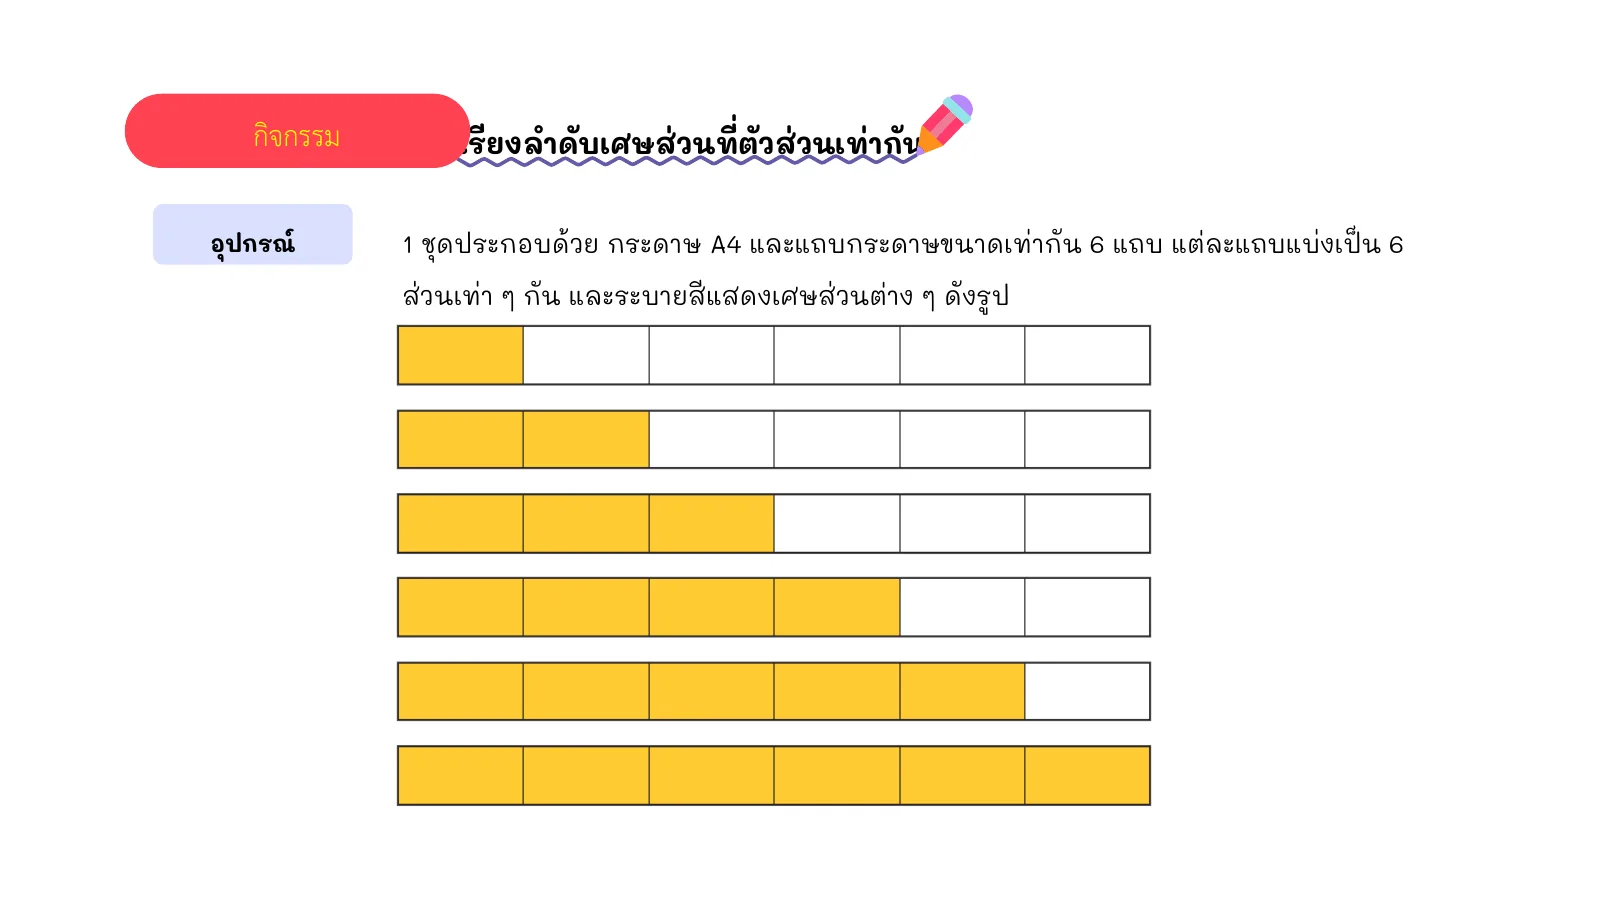 กิจกรรม
เรียงลำดับเศษส่วนที่ตัวส่วนเท่ากัน
อุปกรณ์
1 ชุดประกอบด้วย กระดาษ A4 และแถบกระดาษขนาดเท่ากัน 6 แถบ แต่ละแถบแบ่งเป็น 6
ส่วนเท่า ๆ กัน และระบายสีแสดงเศษส่วนต่าง ๆ ดังรูป